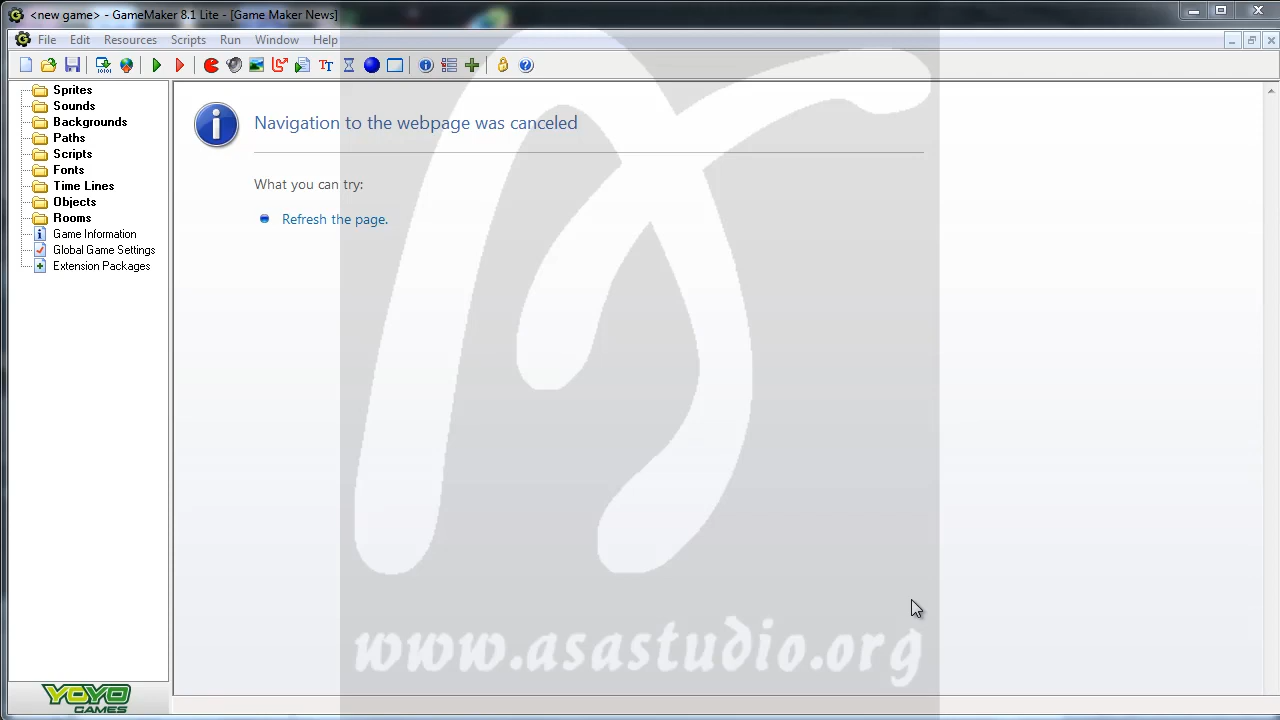 <new game> - GameMaker 8.1 Lite - [Game Maker News]
File Edit Resources Scripts Run Window Help
Sprites
Sounds
Backgrounds
Paths
Scripts
Fonts
Time Lines
Objects
Rooms
Game Information
Global Game Settings
Extension Packages
Navigation to the webpage was canceled
What you can try:
Refresh the page.
www.asastudio.org
YOYO
GAMES